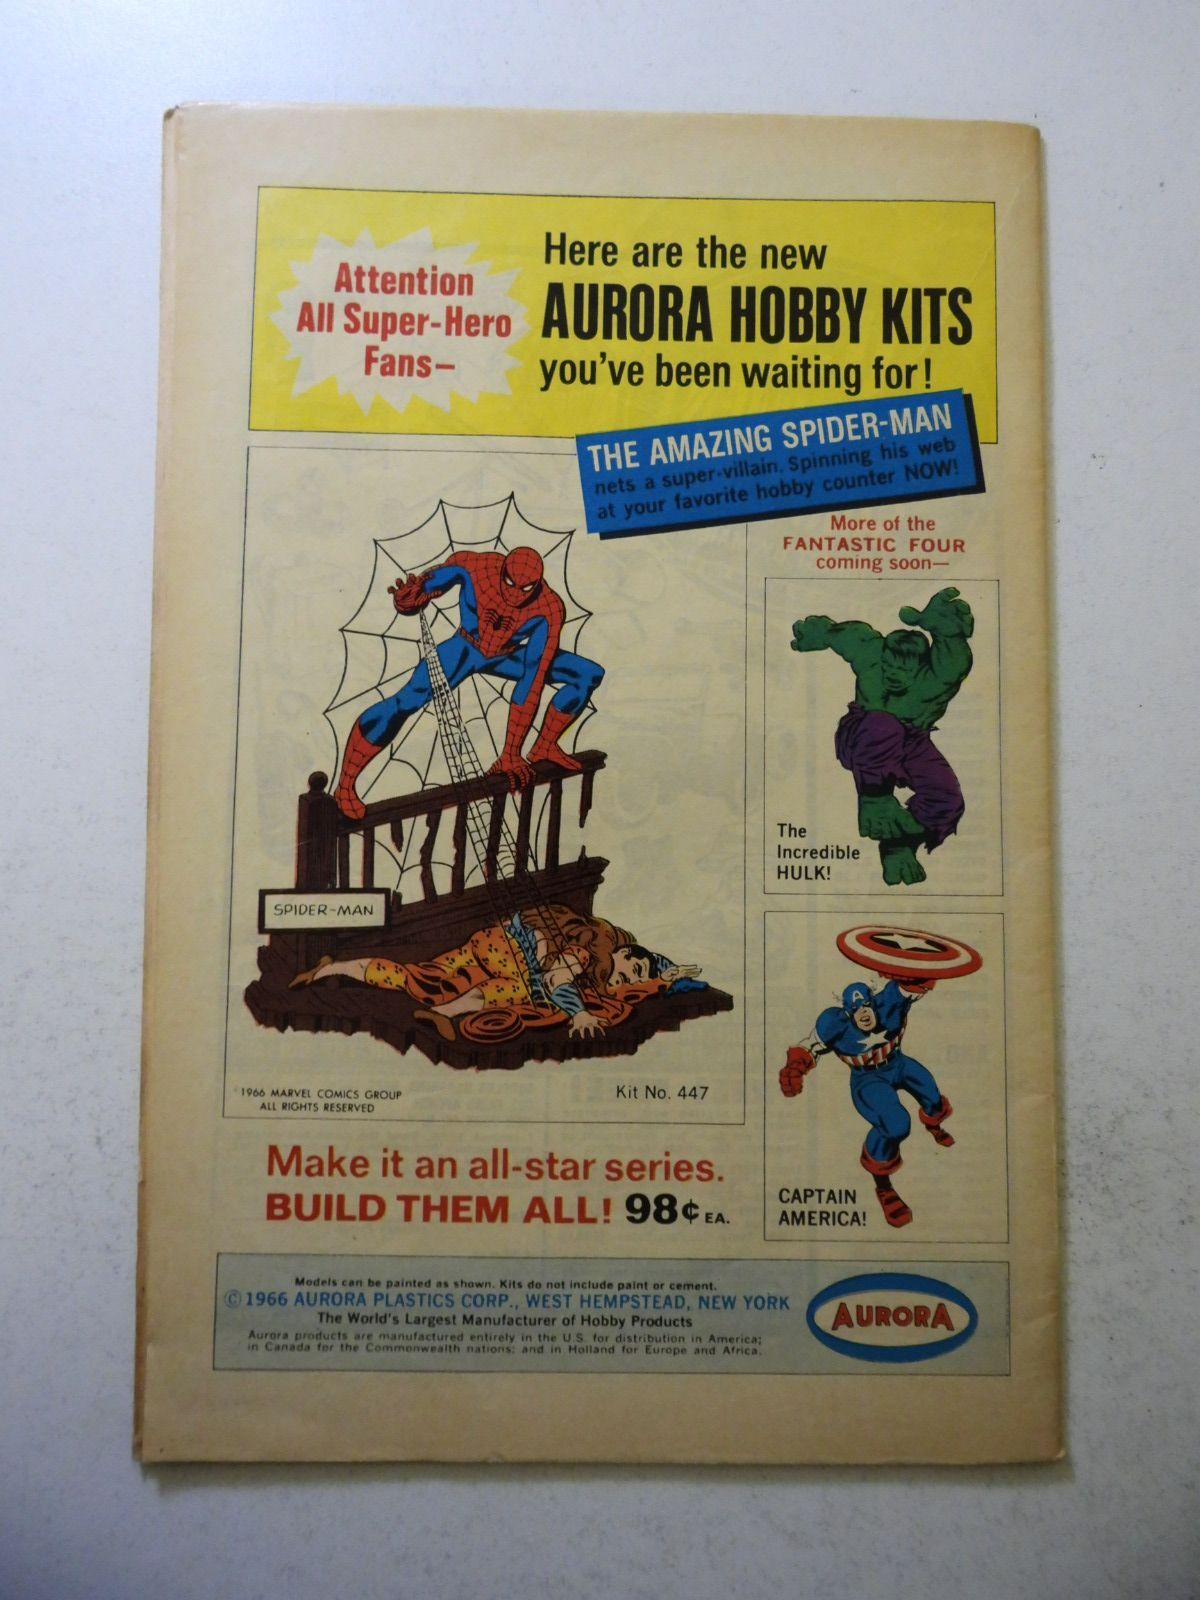 Attention
All Super-Hero
Fans—
Here are the new
AURORA HOBBY KITS
you've been waiting for!
THE AMAZING SPIDER-MAN
nets a super-villain. Spinning his web
at your favorite hobby counter NOW!
More of the
FANTASTIC FOUR
coming soon—
SPIDER-MAN
The
Incredible
HULK!
A
CAPTAIN
AMERICA!
©1966 MARVEL COMICS GROUP
ALL RIGHTS RESERVED
Kit No. 447
Make it an all-star series.
BUILD THEM ALL! 98¢ EA.
Models can be painted as shown. Kits do not include paint or cement.
© 1966 AURORA PLASTICS CORP., WEST HEMPSTEAD, NEW YORK
The World's Largest Manufacturer of Hobby Products
Aurora products are manufactured entirely in the U.S. for distribution in America;
in Canada for the Commonwealth nations; and in Holland for Europe and Africa.
AURORA